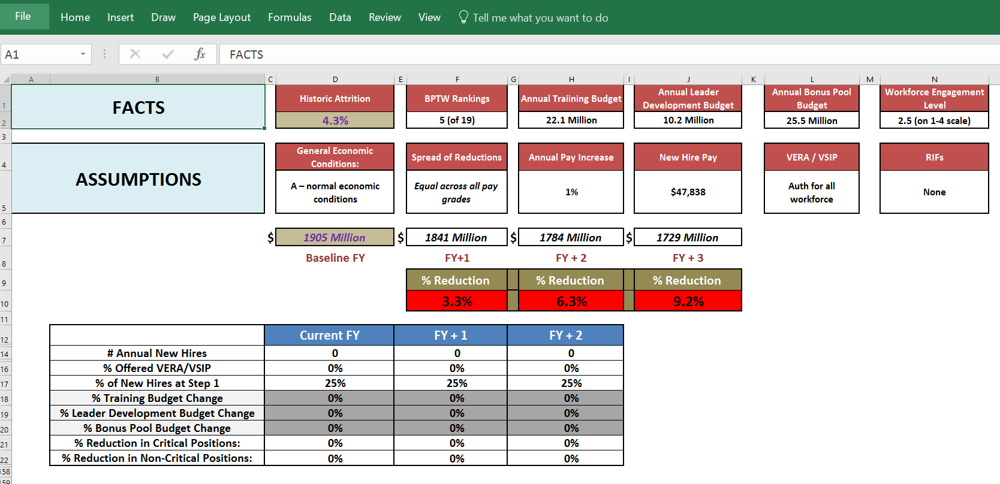 File Home Insert Draw Page Layout Formulas Data Review View Tell me what you want to do
A1 fx FACTS
A B C D E F G H I J K L M N
1 FACTS Historic Attrition BPTW Rankings Annual Traiining Budget Annual Leader Development Budget Annual Bonus Pool Budget Workforce Engagement Level
2 4.3% 5 (of 19) 22.1 Million 10.2 Million 25.5 Million 2.5 (on 1-4 scale)
3
4 ASSUMPTIONS General Economic Conditions: Spread of Reductions Annual Pay Increase New Hire Pay VERA / VSIP RIFs
5 A – normal economic conditions Equal across all pay grades 1% $47,838 Auth for all workforce None
6
7 $ 1905 Million $ 1841 Million $ 1784 Million $ 1729 Million
8 Baseline FY FY+1 FY + 2 FY + 3
9 % Reduction % Reduction % Reduction
10 3.3% 6.3% 9.2%
11
12 Current FY FY + 1 FY + 2
14 # Annual New Hires 0 0 0
16 % Offered VERA/VSIP 0% 0% 0%
17 % of New Hires at Step 1 25% 25% 25%
18 % Training Budget Change 0% 0% 0%
19 % Leader Development Budget Change 0% 0% 0%
20 % Bonus Pool Budget Change 0% 0% 0%
21 % Reduction in Critical Positions: 0% 0% 0%
22 % Reduction in Non-Critical Positions: 0% 0% 0%
158
159